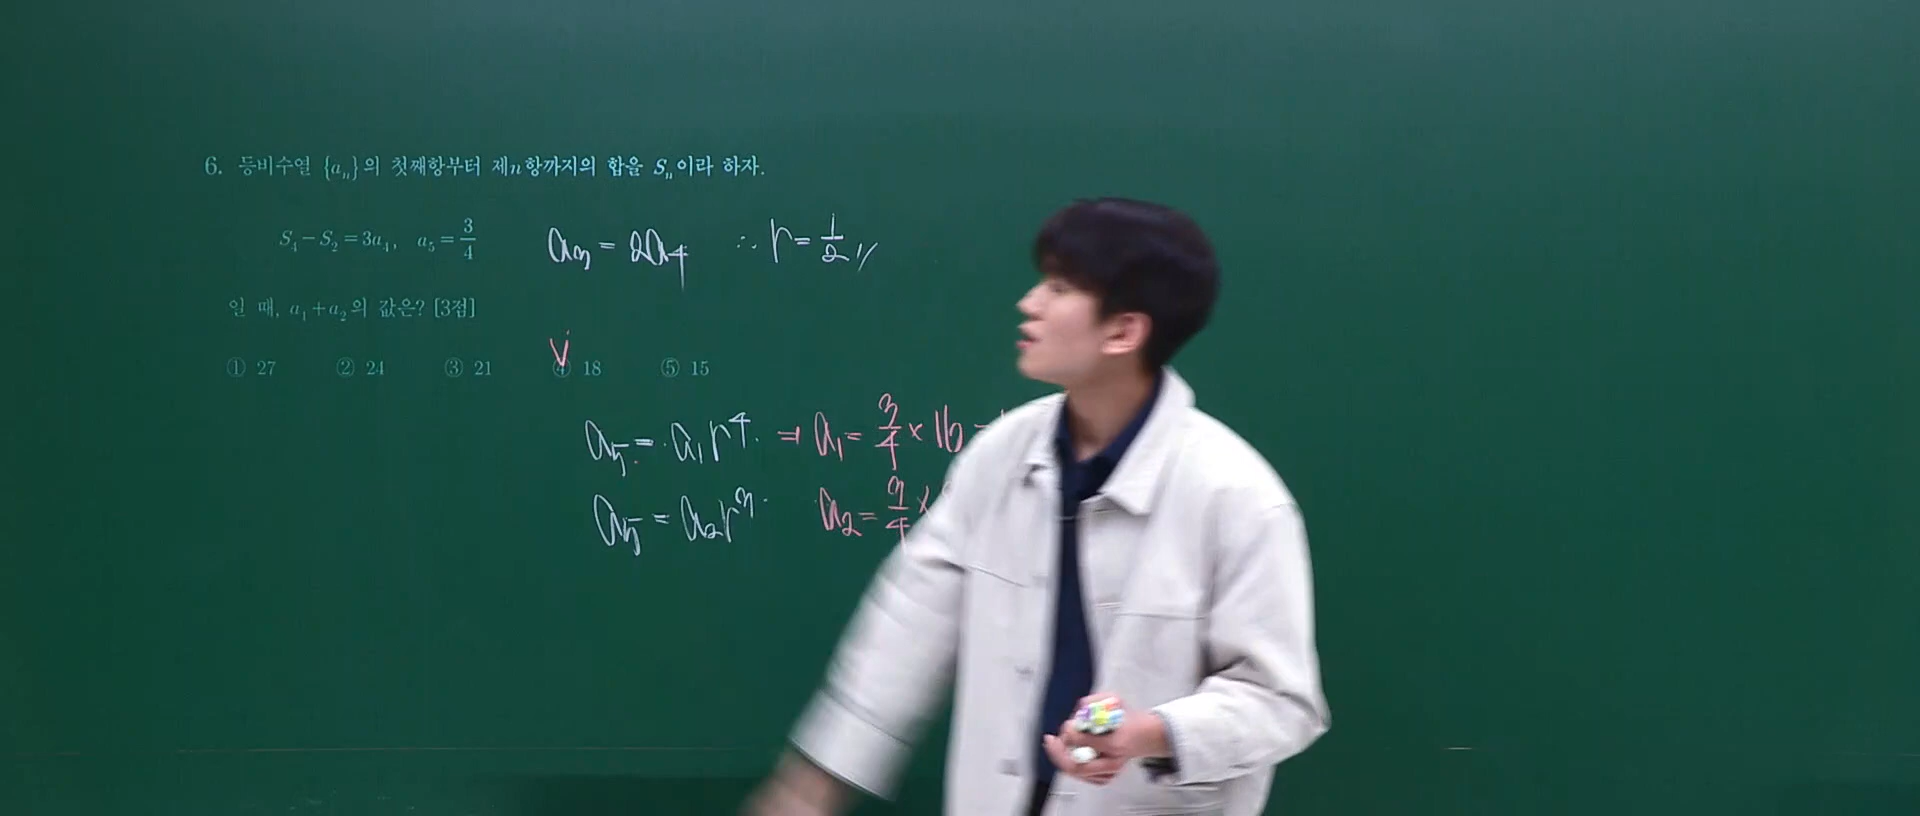 6. 등비수열 {aₙ}의 첫째항부터 제n항까지의 합을 Sₙ이라 하자.
S₄-S₂=3a₄, a₅=3/4
a₃=2a₄ ∴ r=1/2
일 때, a₁+a₂의 값은? [3점]
① 27 ② 24 ③ 21 ④ 18 ⑤ 15
a₅=a₁r⁴ ⇒ a₁=3/4×16=
a₅=a₂r³ a₂=3/4×